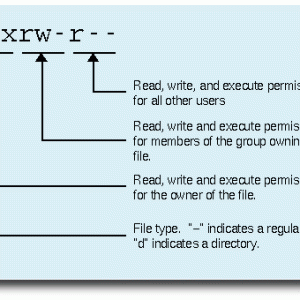 xrw-r--
Read, write, and execute permis
for all other users
Read, write and execute permis
for members of the group ownin
file.
Read, write and execute permis
for the owner of the file.
File type. "-" indicates a regula
"d" indicates a directory.